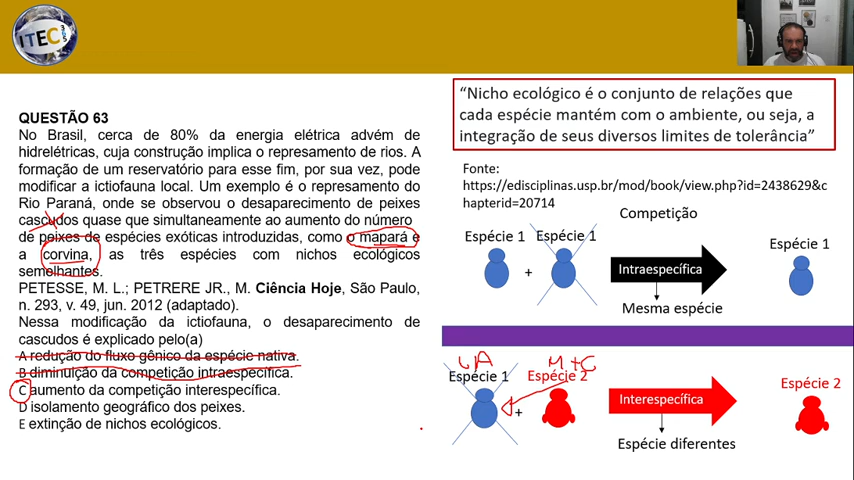 ITEC
365
QUESTÃO 63
No Brasil, cerca de 80% da energia elétrica advém de
hidrelétricas, cuja construção implica o represamento de rios. A
formação de um reservatório para esse fim, por sua vez, pode
modificar a ictiofauna local. Um exemplo é o represamento do
Rio Paraná, onde se observou o desaparecimento de peixes
cascudos quase que simultaneamente ao aumento do número
de peixes de espécies exóticas introduzidas, como o mapará e
a corvina, as três espécies com nichos ecológicos
semelhantes.
PETESSE, M. L.; PETRERE JR., M. Ciência Hoje, São Paulo,
n. 293, v. 49, jun. 2012 (adaptado).
Nessa modificação da ictiofauna, o desaparecimento de
cascudos é explicado pelo(a)
A redução do fluxo gênico da espécie nativa.
B diminuição da competição intraespecífica.
C aumento da competição interespecífica.
D isolamento geográfico dos peixes.
E extinção de nichos ecológicos.
“Nicho ecológico é o conjunto de relações que
cada espécie mantém com o ambiente, ou seja, a
integração de seus diversos limites de tolerância”
Fonte:
https://edisciplinas.usp.br/mod/book/view.php?id=2438629&c
hapterid=20714
Competição
Espécie 1 Espécie 1
+
Intraespecífica
Espécie 1
Mesma espécie
M+C
Espécie 1 Espécie 2
+
Interespecífica
Espécie 2
Espécie diferentes